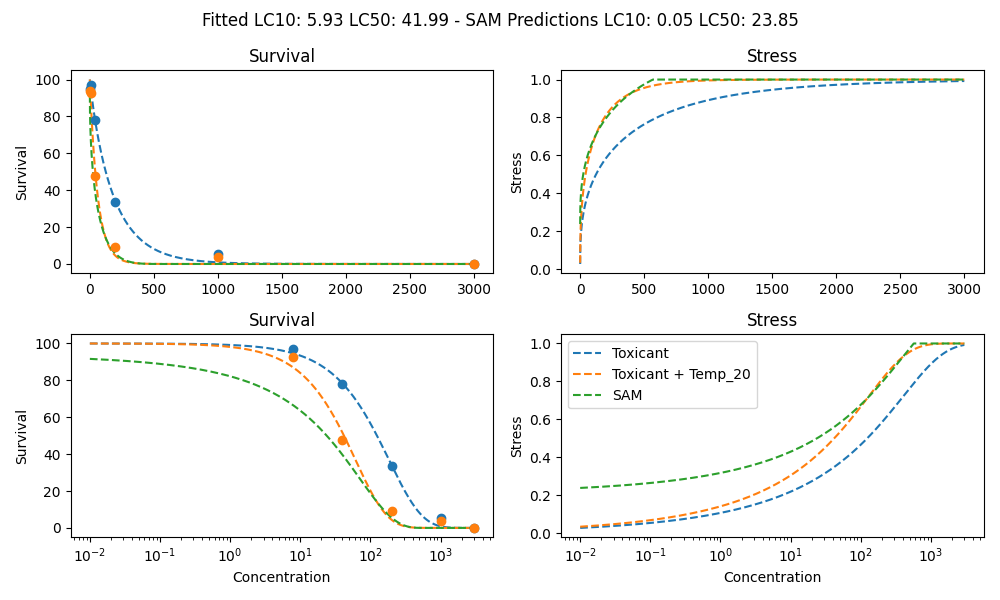 Fitted LC10: 5.93 LC50: 41.99 - SAM Predictions LC10: 0.05 LC50: 23.85
Survival
Survival
100
80
60
40
20
0
0 500 1000 1500 2000 2500 3000
Stress
Stress
1.0
0.8
0.6
0.4
0.2
0.0
0 500 1000 1500 2000 2500 3000
Survival
Survival
100
80
60
40
20
0
10⁻² 10⁻¹ 10⁰ 10¹ 10² 10³
Concentration
Stress
Stress
1.0
0.8
0.6
0.4
0.2
0.0
Toxicant
Toxicant + Temp_20
SAM
10⁻² 10⁻¹ 10⁰ 10¹ 10² 10³
Concentration